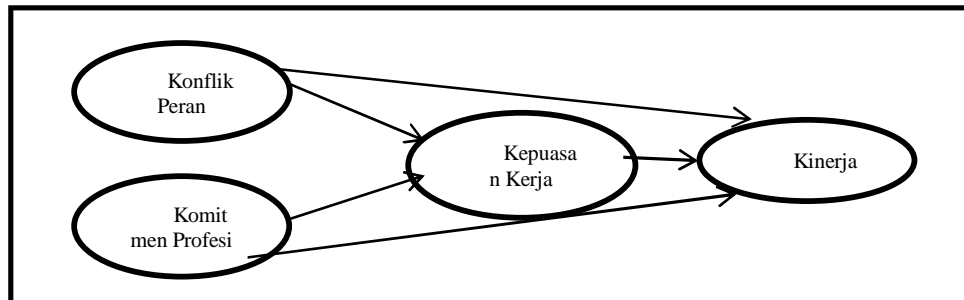 Konflik
Peran
Kepuasa
n Kerja
Kinerja
Komit
men Profesi